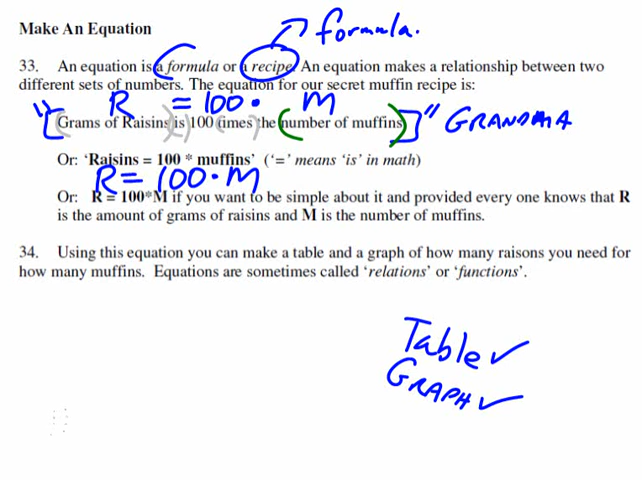 Make An Equation
formula.
33. An equation is a formula or a recipe. An equation makes a relationship between two
different sets of numbers. The equation for our secret muffin recipe is:
R = 100 · M
"[Grams of Raisins is 100 times the (number of muffins)]" GRANDMA
Or: ‘Raisins = 100 * muffins’ (‘=’ means ‘is’ in math)
R = 100 · M
Or: R = 100*M if you want to be simple about it and provided every one knows that R
is the amount of grams of raisins and M is the number of muffins.
34. Using this equation you can make a table and a graph of how many raisons you need for
how many muffins. Equations are sometimes called ‘relations’ or ‘functions’.
Table ✓
GRAPH ✓